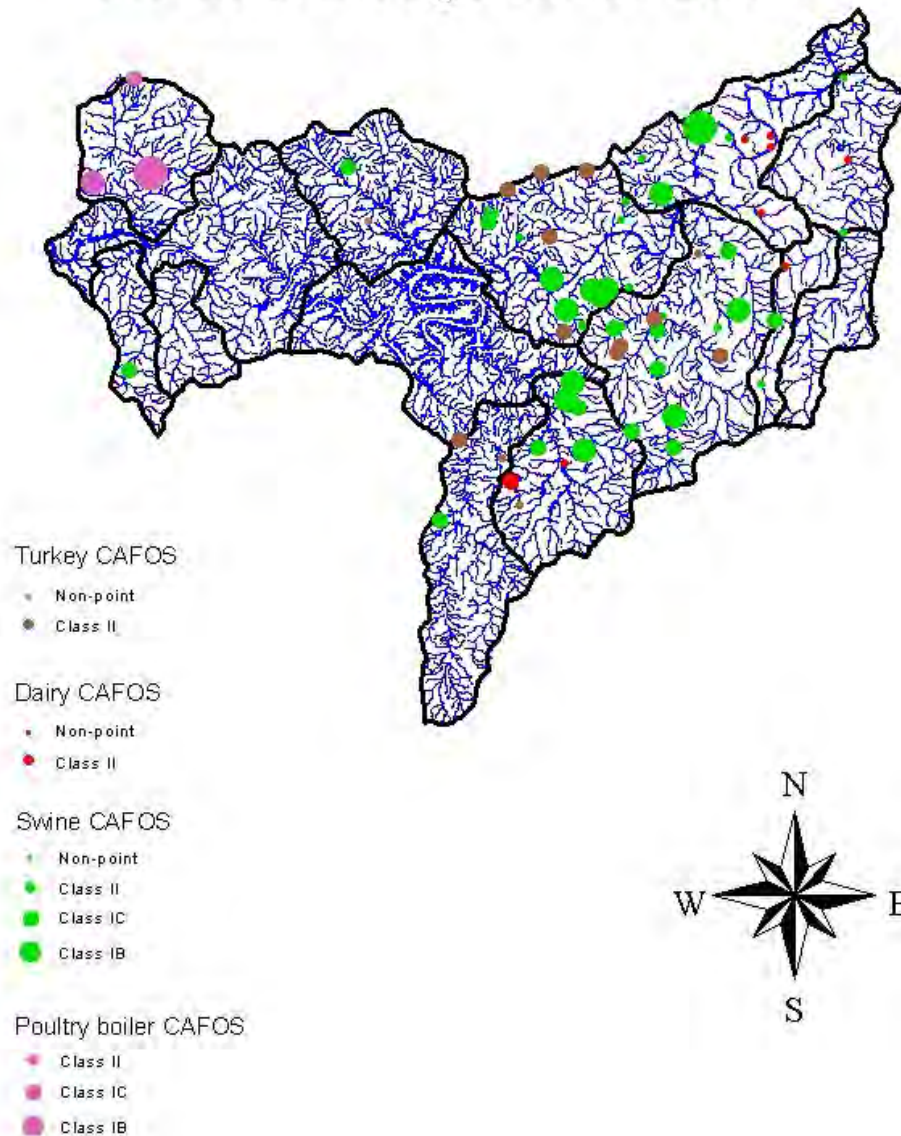 Turkey CAFOS
Non-point
Class II
Dairy CAFOS
Non-point
Class II
Swine CAFOS
Non-point
Class II
Class IC
Class IB
Poultry boiler CAFOS
Class II
Class IC
Class IB
N
W
E
S